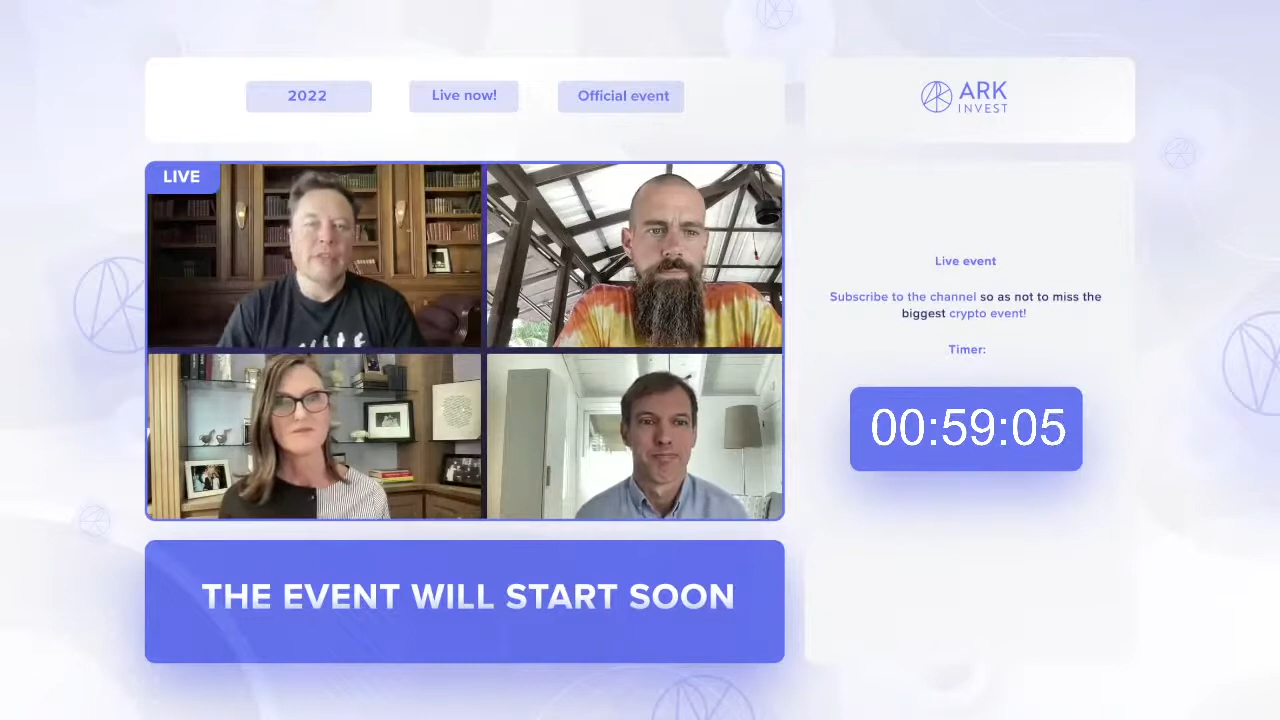 2022
Live now!
Official event
ARK
INVEST
LIVE
Live event
Subscribe to the channel so as not to miss the
biggest crypto event!
Timer:
00:59:05
THE EVENT WILL START SOON